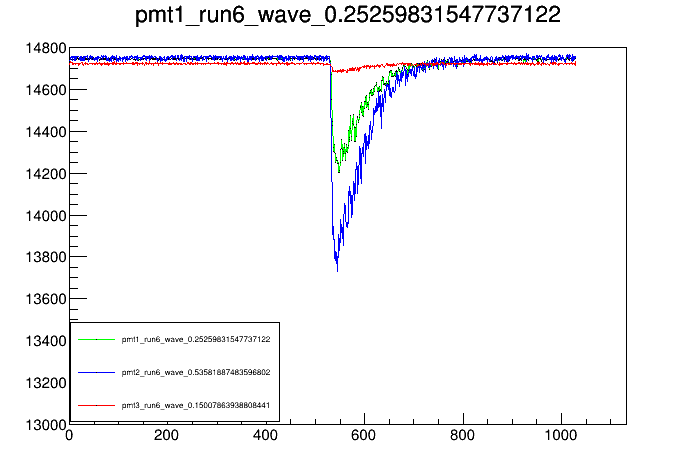 pmt1_run6_wave_0.25259831547737122
14800
14600
14400
14200
14000
13800
13600
13400
13200
13000
pmt1_run6_wave_0.25259831547737122
pmt2_run6_wave_0.53581887483596802
pmt3_run6_wave_0.15007863938808441
0 200 400 600 800 1000